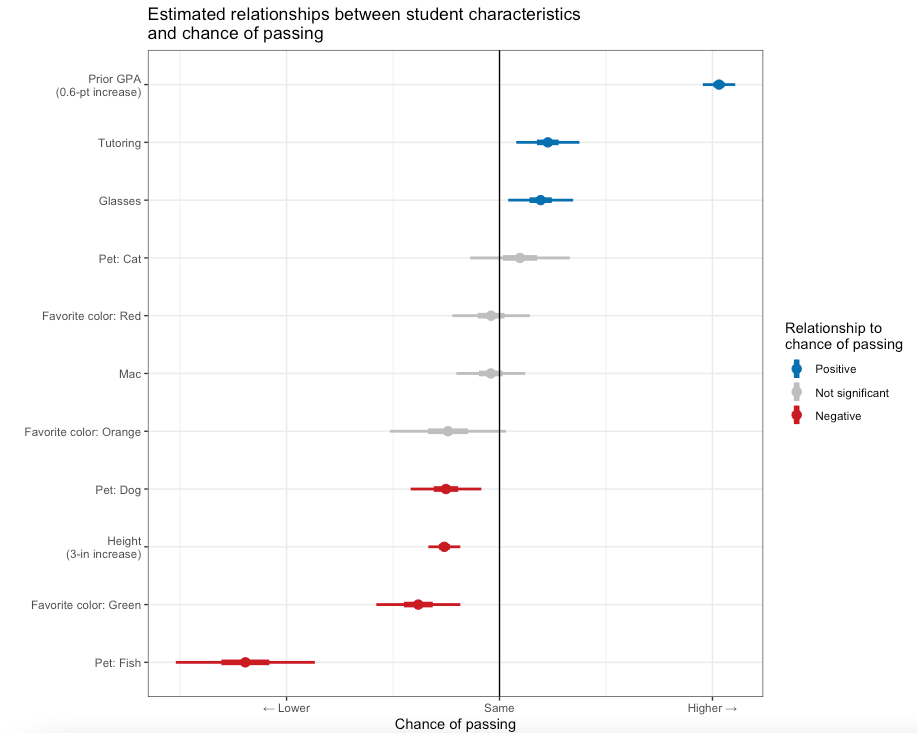 Estimated relationships between student characteristics
and chance of passing
Prior GPA
(0.6-pt increase)
Tutoring
Glasses
Pet: Cat
Favorite color: Red
Mac
Favorite color: Orange
Pet: Dog
Height
(3-in increase)
Favorite color: Green
Pet: Fish
← Lower
Same
Higher →
Chance of passing
Relationship to
chance of passing
Positive
Not significant
Negative